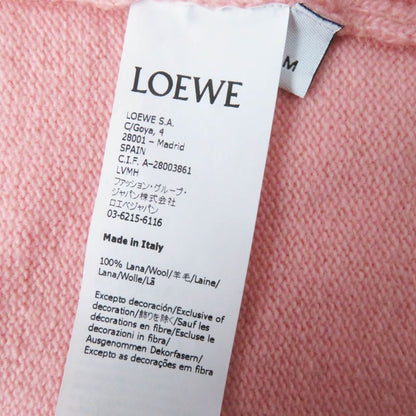 LOEWE
LOEWE S.A.
C/Goya, 4
28001 - Madrid
SPAIN
C.I.F. A-28003861
LVMH
ファッション・グループ・
ジャパン株式会社
ロエベジャパン
03-6215-6116
Made in Italy
100% Lana/Wool/羊毛/Laine/
Lana/Wolle/Lã
Excepto decoración/Exclusive of
decoration/飾りを除く/Sauf les
décorations en fibre/Escluse le
decorazioni in fibra/
Ausgenommen Dekorfasern/
Excepto as decorações em fibra
M